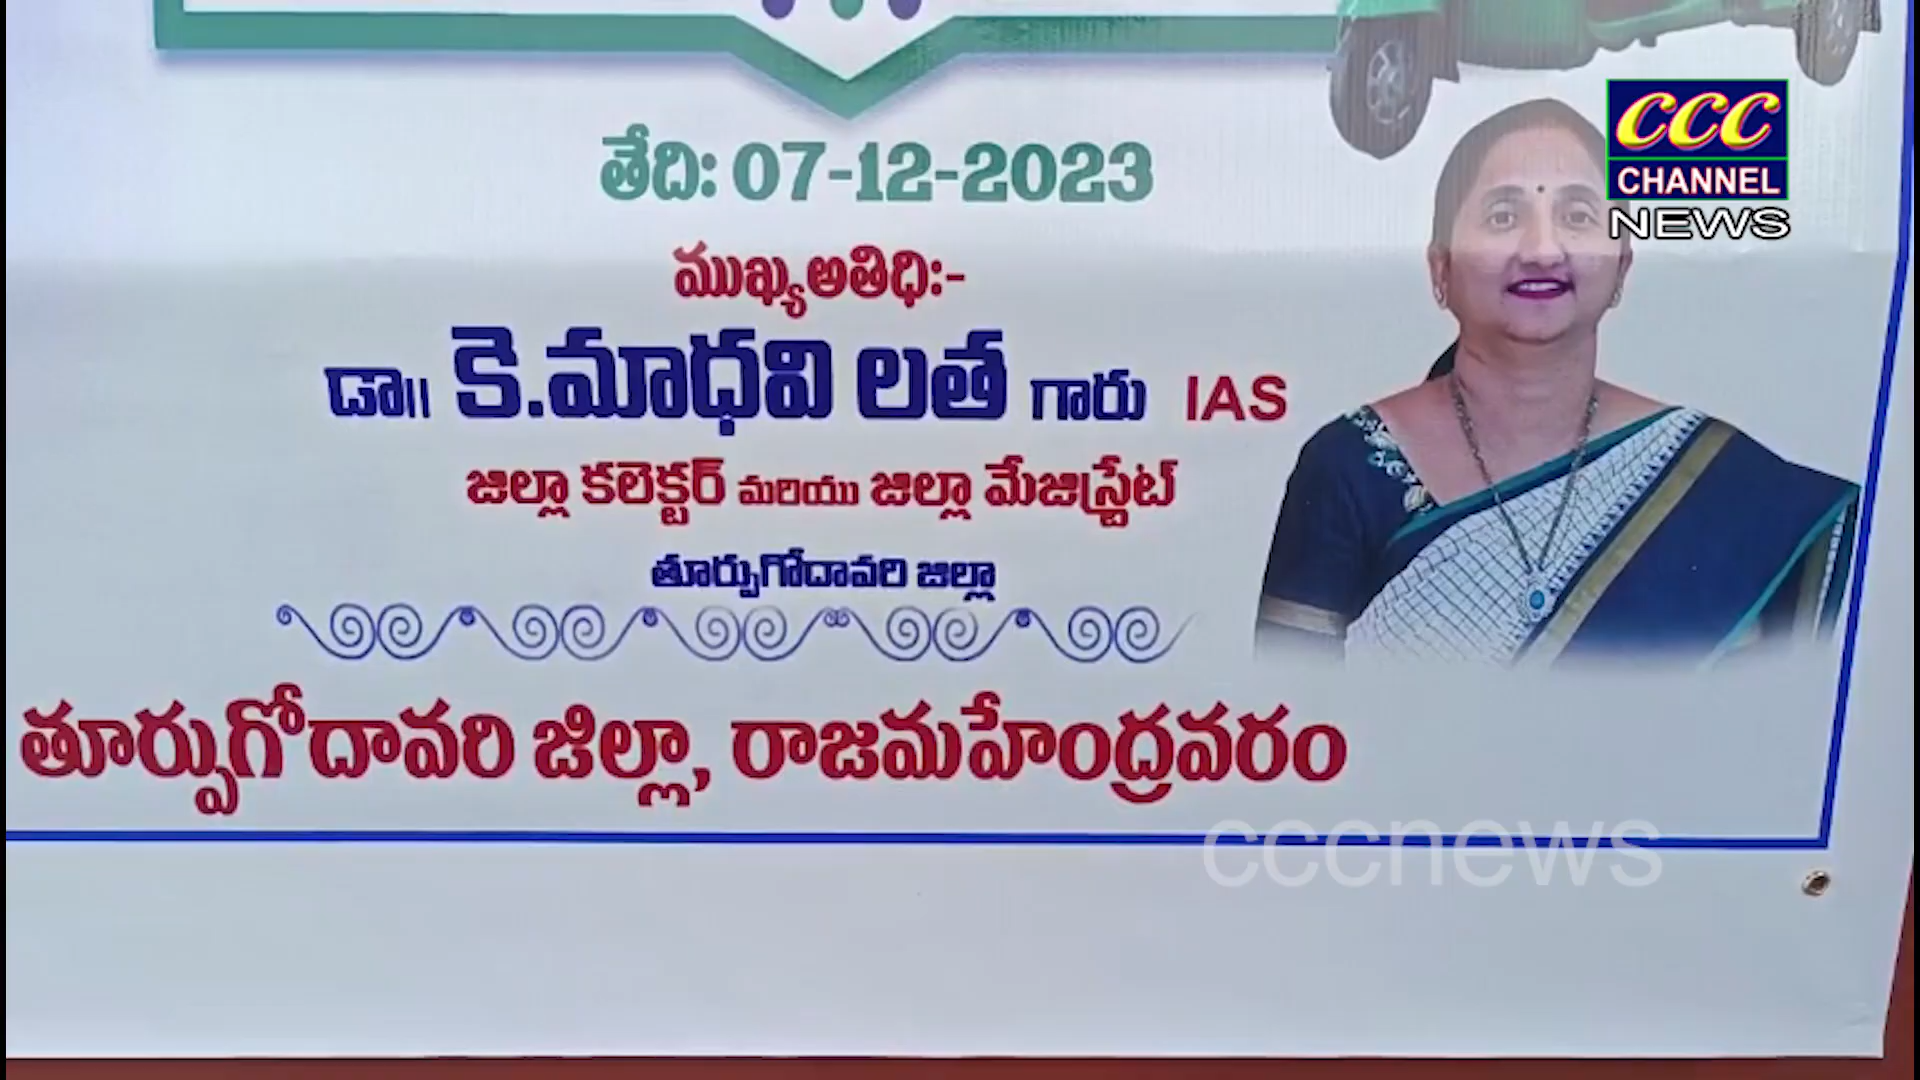 CCC
CHANNEL
NEWS
తేది: 07-12-2023
ముఖ్యఅతిధి:-
డా|| కె.మాధవి లత గారు IAS
జిల్లా కలెక్టర్ మరియు జిల్లా మేజిస్ట్రేట్
తూర్పుగోదావరి జిల్లా
తూర్పుగోదావరి జిల్లా, రాజమహేంద్రవరం
cccnews